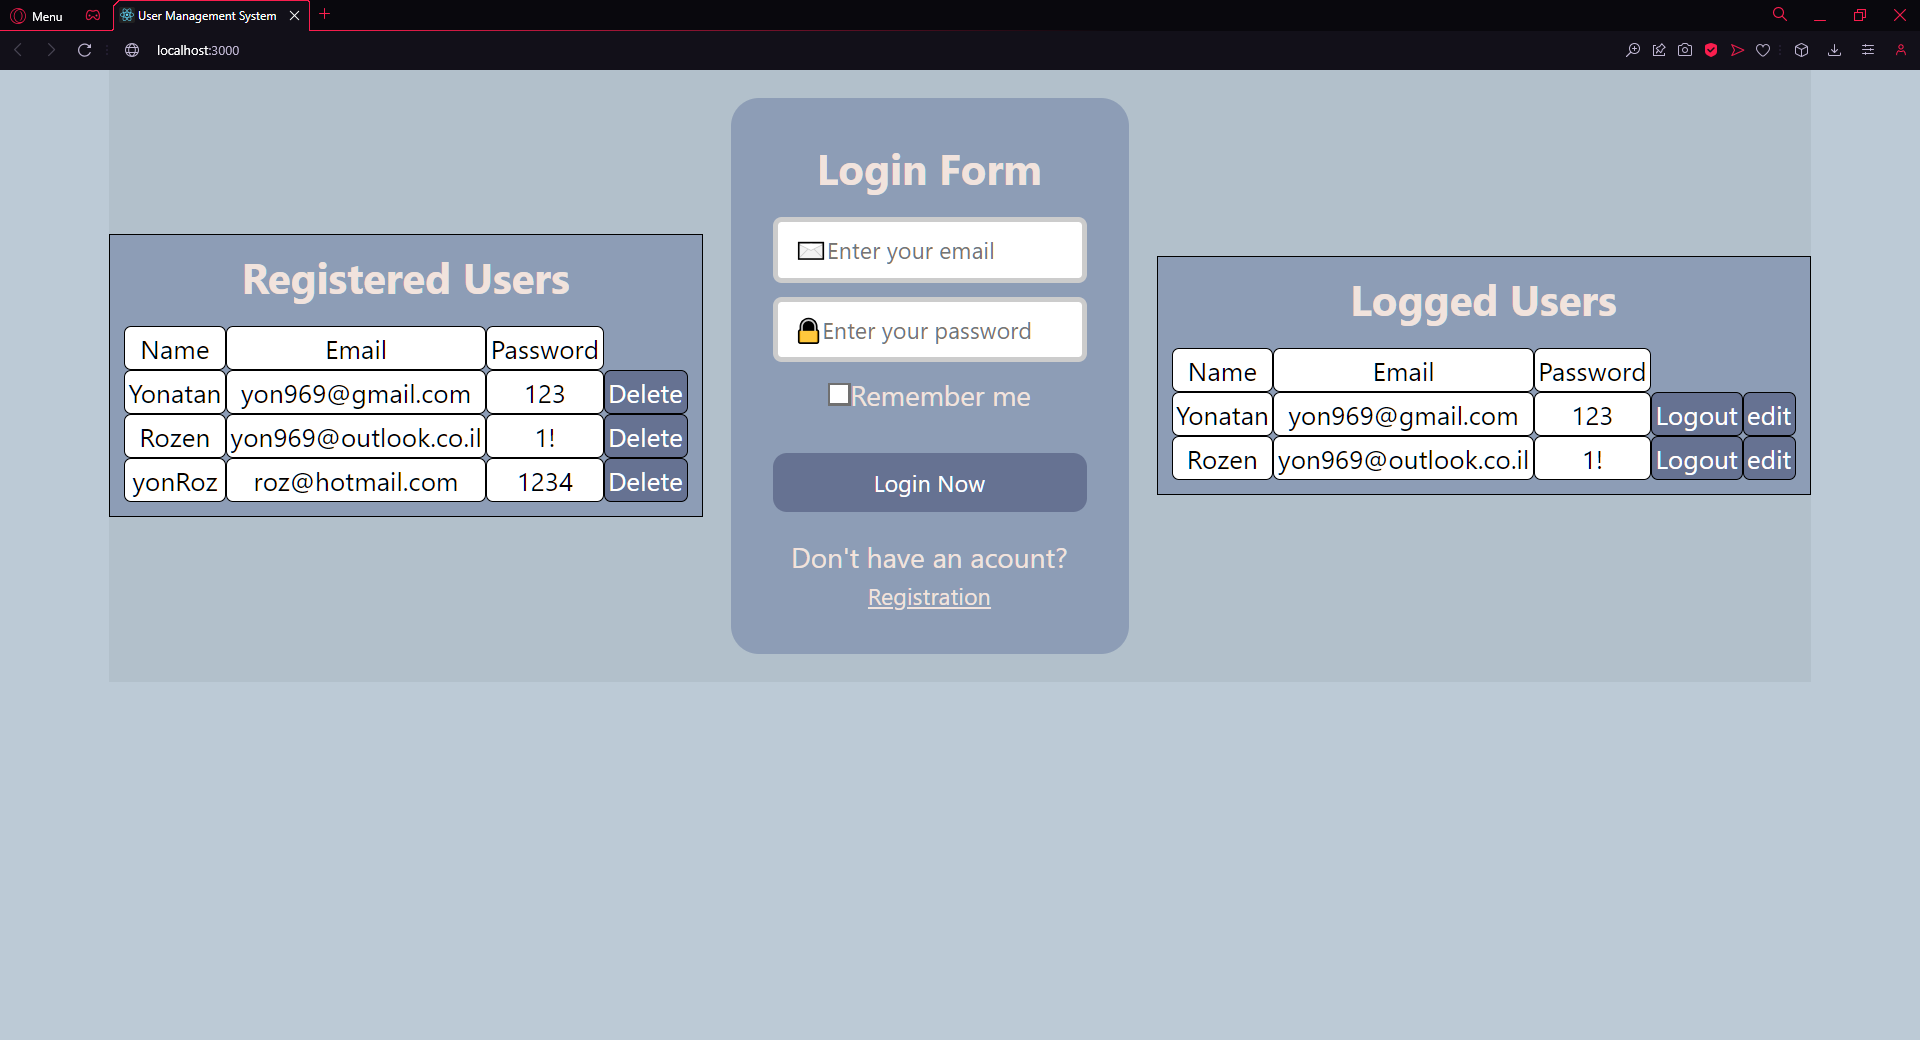 Menu
User Management System
localhost:3000
Registered Users
Name Email Password
Yonatan yon969@gmail.com 123 Delete
Rozen yon969@outlook.co.il 1! Delete
yonRoz roz@hotmail.com 1234 Delete
Login Form
Enter your email
Enter your password
Remember me
Login Now
Don't have an acount?
Registration
Logged Users
Name Email Password
Yonatan yon969@gmail.com 123 Logout edit
Rozen yon969@outlook.co.il 1! Logout edit